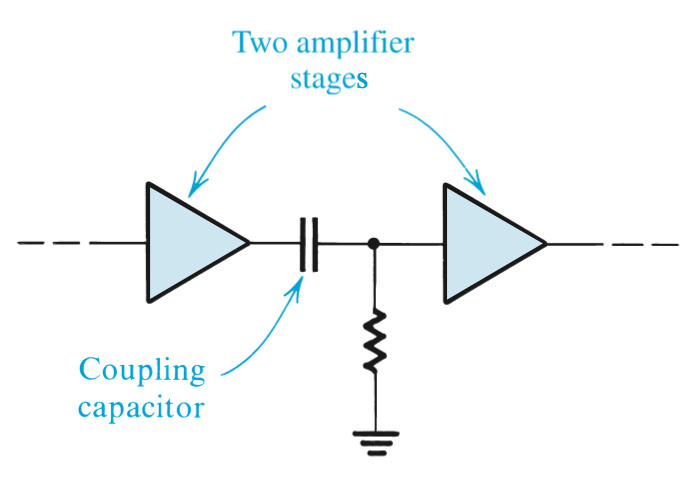 Two amplifier
stages
Coupling
capacitor